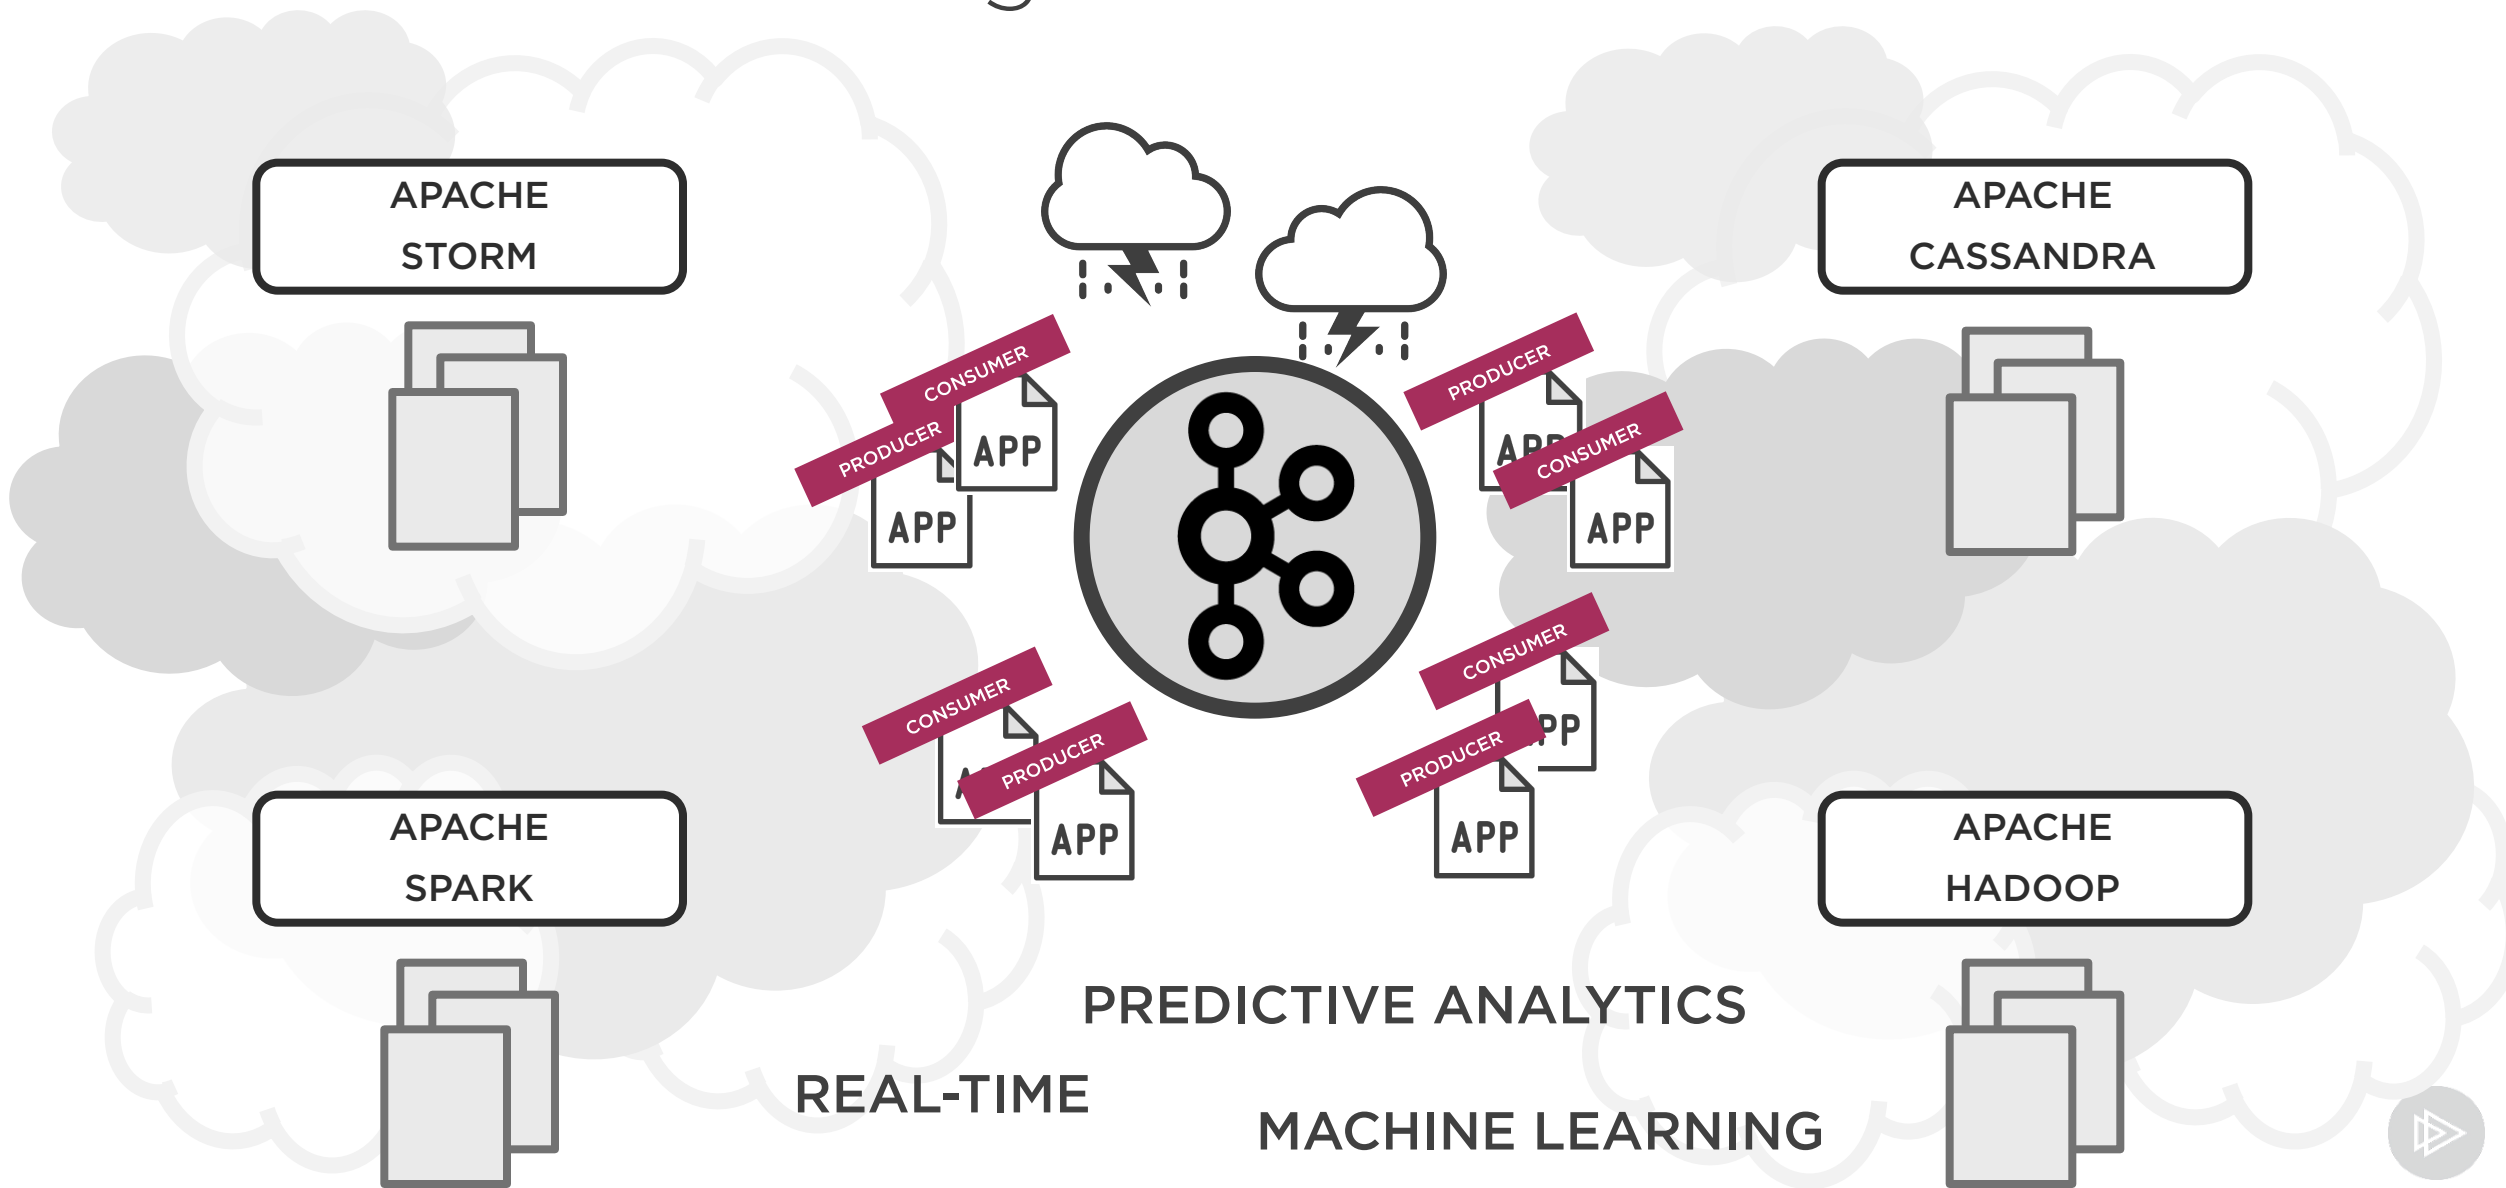 APACHE
STORM
APACHE
CASSANDRA
CONSUMER
APP
PRODUCER
APP
PRODUCER
APP
CONSUMER
APP
CONSUMER
PRODUCER
APP
CONSUMER
PRODUCER
APP
APACHE
SPARK
APACHE
HADOOP
PREDICTIVE ANALYTICS
REAL-TIME
MACHINE LEARNING